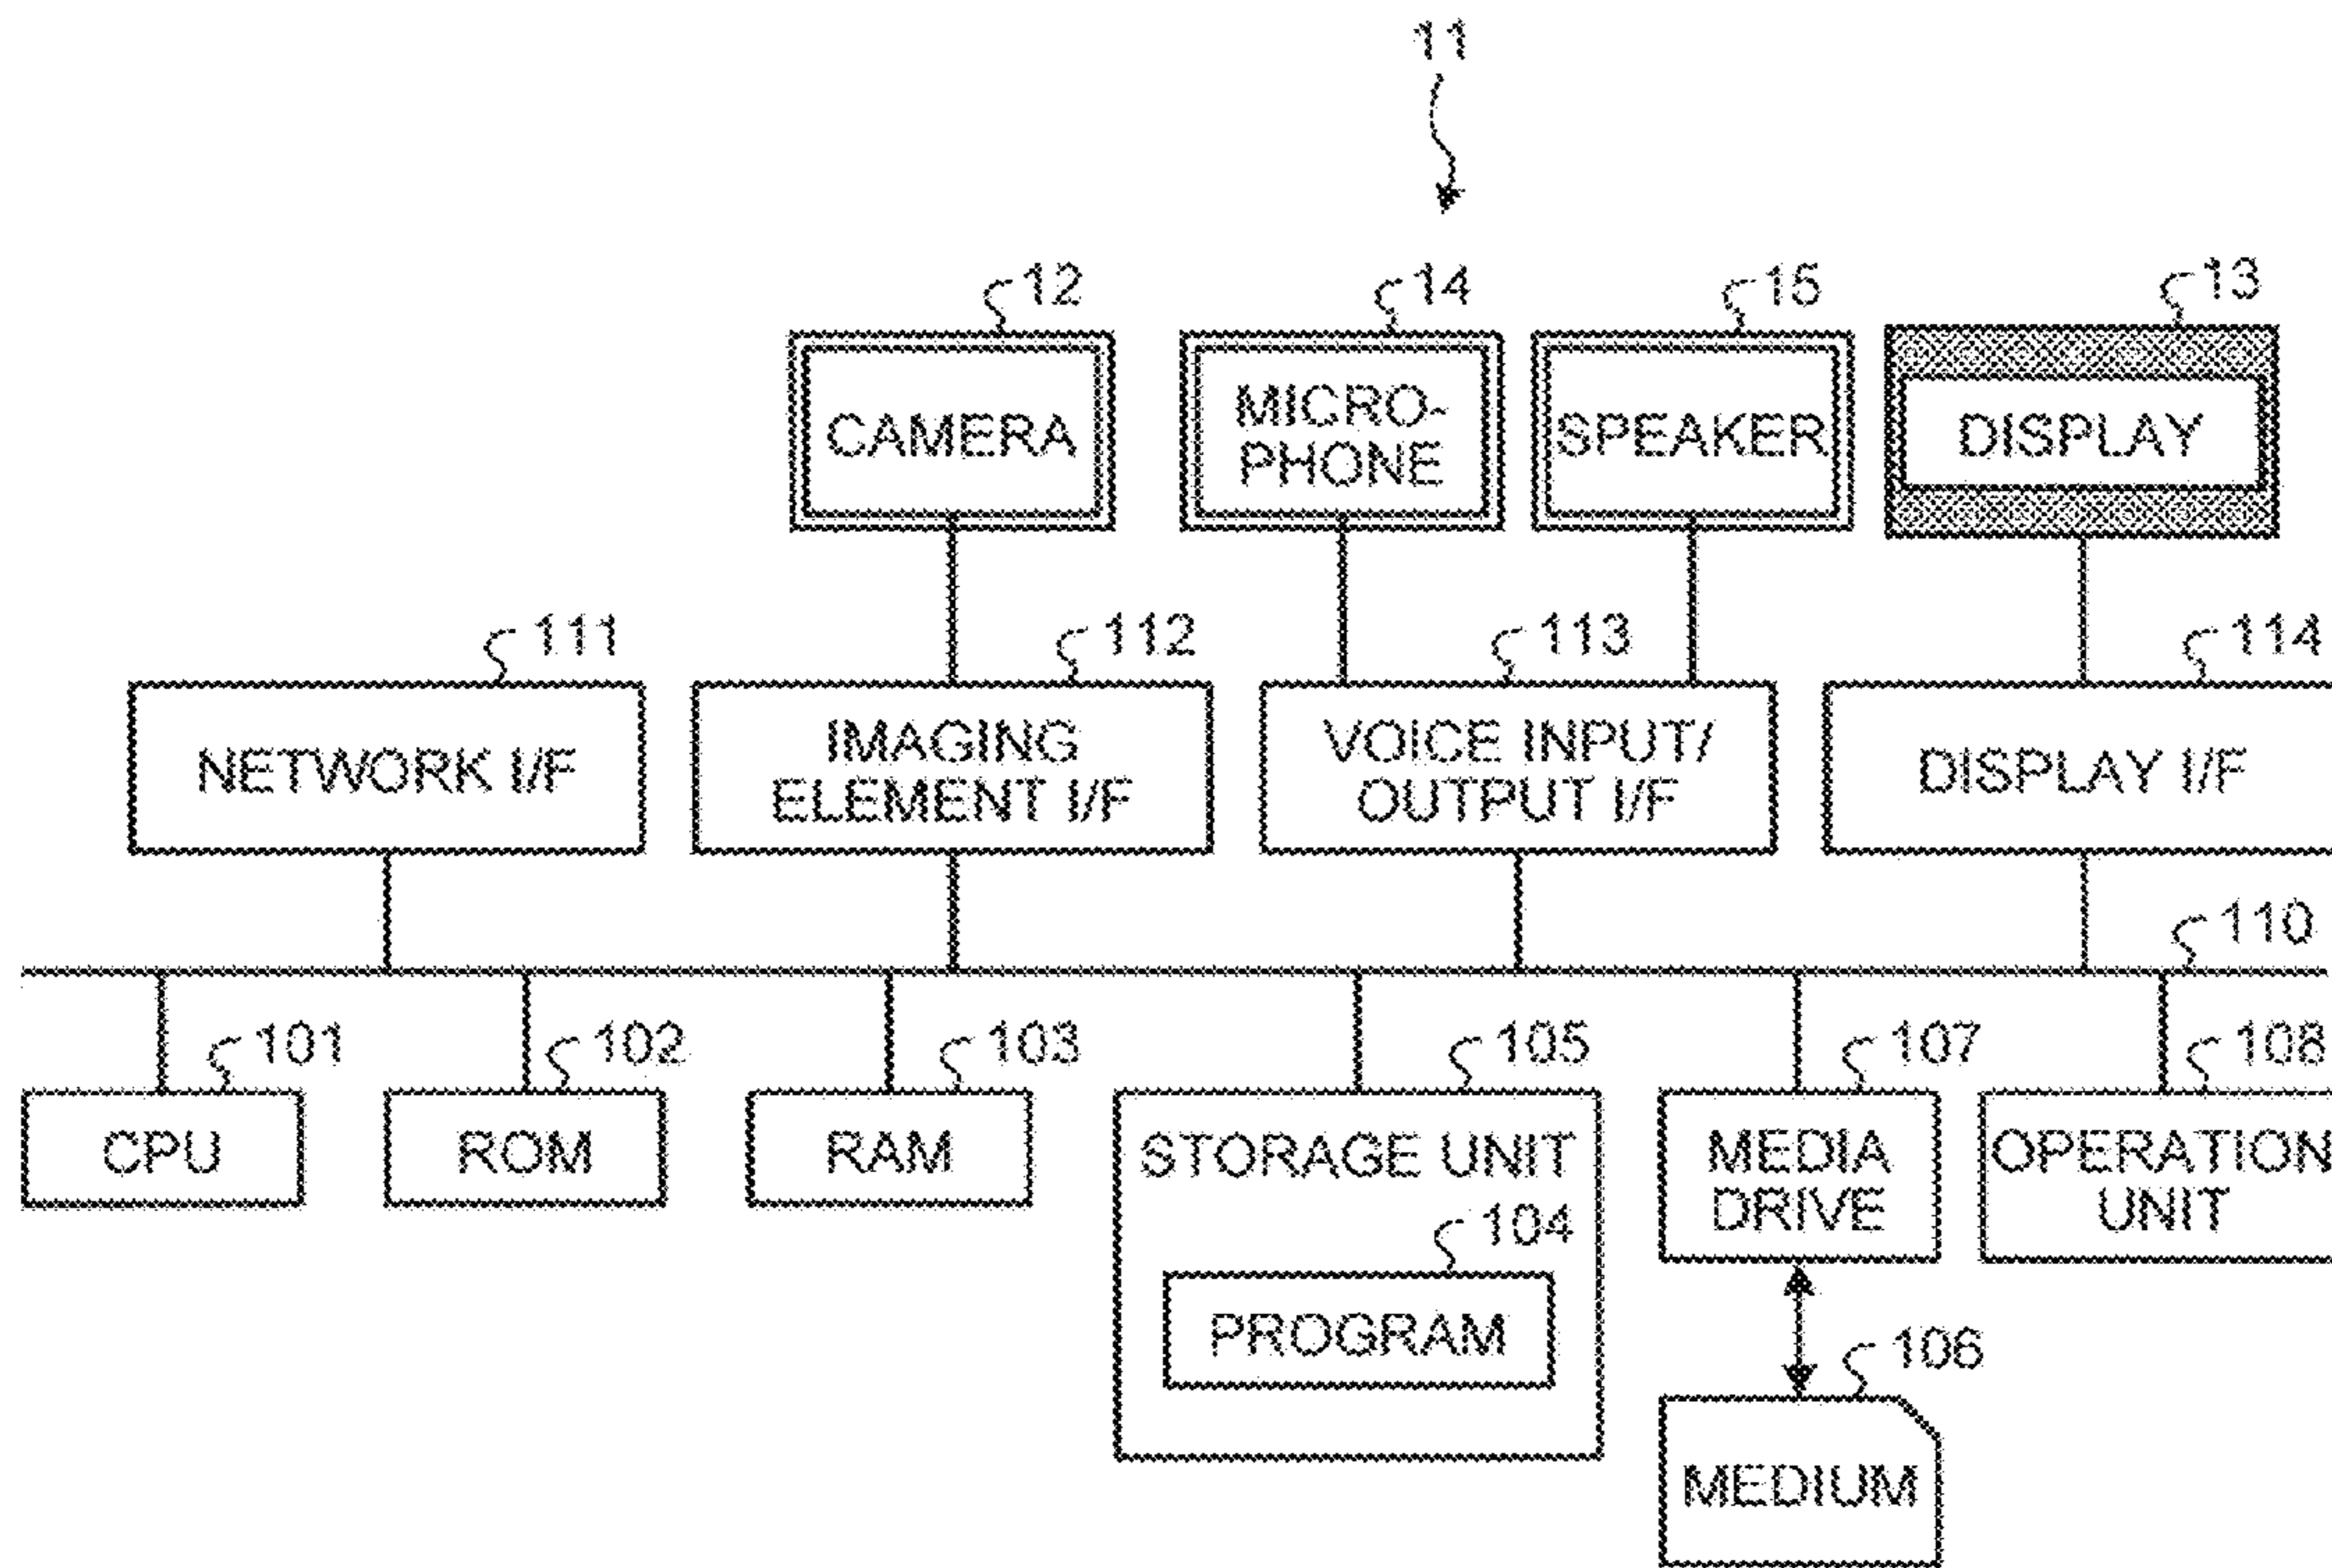 11
12
14
15
13
CAMERA
MICRO-
PHONE
SPEAKER
DISPLAY
111
112
113
114
NETWORK I/F
IMAGING
ELEMENT I/F
VOICE INPUT/
OUTPUT I/F
DISPLAY I/F
110
101
102
103
105
107
108
CPU
ROM
RAM
STORAGE UNIT
MEDIA
DRIVE
OPERATION
UNIT
104
PROGRAM
106
MEDIUM